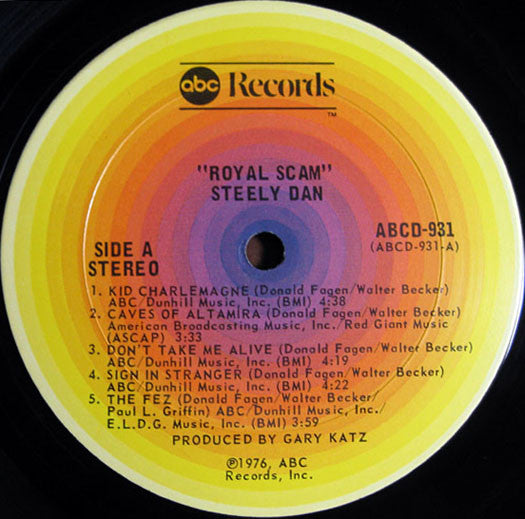 abc Records
TM
"ROYAL SCAM"
STEELY DAN
ABCD-931
(ABCD-931-A)
SIDE A
STEREO
1. KID CHARLEMAGNE (Donald Fagen/Walter Becker)
ABC/Dunhill Music, Inc. (BMI) 4:38
2. CAVES OF ALTAMIRA (Donald Fagen/Walter Becker)
American Broadcasting Music, Inc./Red Giant Music
(ASCAP) 3:33
3. DON'T TAKE ME ALIVE (Donald Fagen/Walter Becker)
ABC/Dunhill Music, Inc. (BMI) 4:19
4. SIGN IN STRANGER (Donald Fagen/Walter Becker)
ABC/Dunhill Music, Inc. (BMI) 4:22
5. THE FEZ (Donald Fagen/Walter Becker/
Paul L. Griffin) ABC/Dunhill Music, Inc./
E.L.D.G. Music, Inc. (BMI) 3:59
PRODUCED BY GARY KATZ
Ⓟ1976, ABC
Records, Inc.